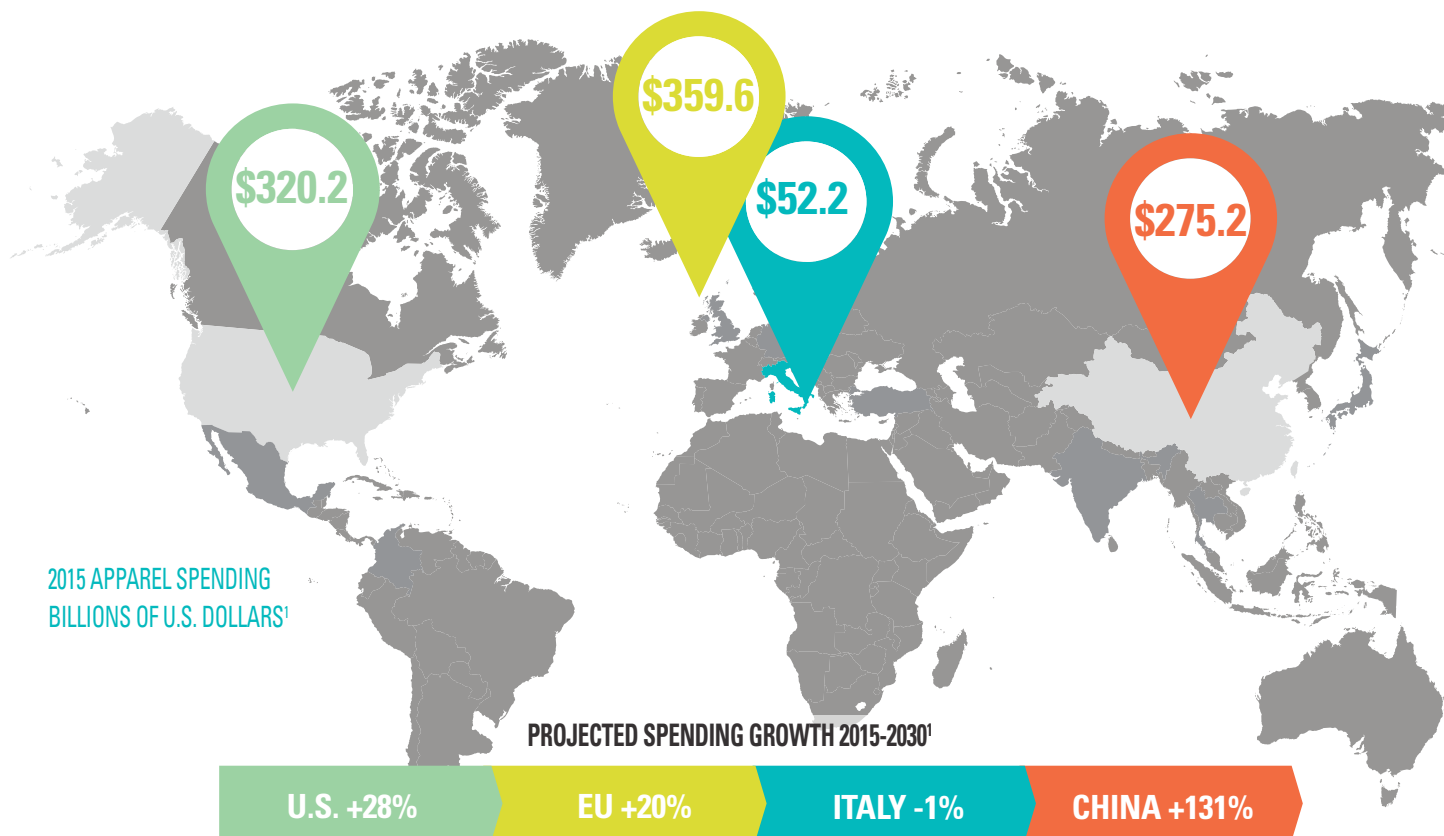 $359.6
$320.2
$52.2
$275.2
2015 APPAREL SPENDING
BILLIONS OF U.S. DOLLARS¹
PROJECTED SPENDING GROWTH 2015-2030¹
U.S. +28%
EU +20%
ITALY -1%
CHINA +131%